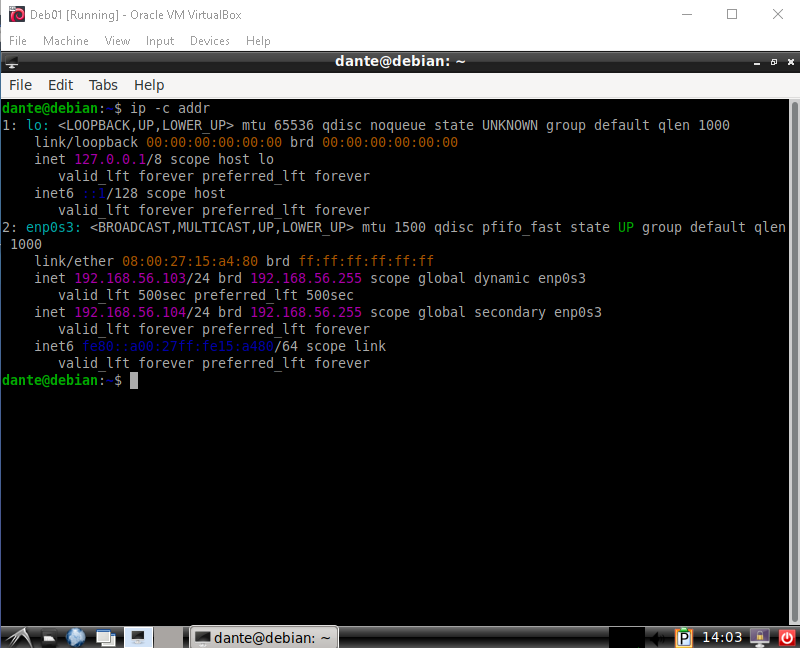 Deb01 [Running] - Oracle VM VirtualBox
File Machine View Input Devices Help
dante@debian: ~
File Edit Tabs Help
dante@debian:~$ ip -c addr
1: lo: <LOOPBACK,UP,LOWER_UP> mtu 65536 qdisc noqueue state UNKNOWN group default qlen 1000
link/loopback 00:00:00:00:00:00 brd 00:00:00:00:00:00
inet 127.0.0.1/8 scope host lo
valid_lft forever preferred_lft forever
inet6 ::1/128 scope host
valid_lft forever preferred_lft forever
2: enp0s3: <BROADCAST,MULTICAST,UP,LOWER_UP> mtu 1500 qdisc pfifo_fast state UP group default qlen
1000
link/ether 08:00:27:15:a4:80 brd ff:ff:ff:ff:ff:ff
inet 192.168.56.103/24 brd 192.168.56.255 scope global dynamic enp0s3
valid_lft 500sec preferred_lft 500sec
inet 192.168.56.104/24 brd 192.168.56.255 scope global secondary enp0s3
valid_lft forever preferred_lft forever
inet6 fe80::a00:27ff:fe15:a480/64 scope link
valid_lft forever preferred_lft forever
dante@debian:~$
dante@debian: ~
P
14:03